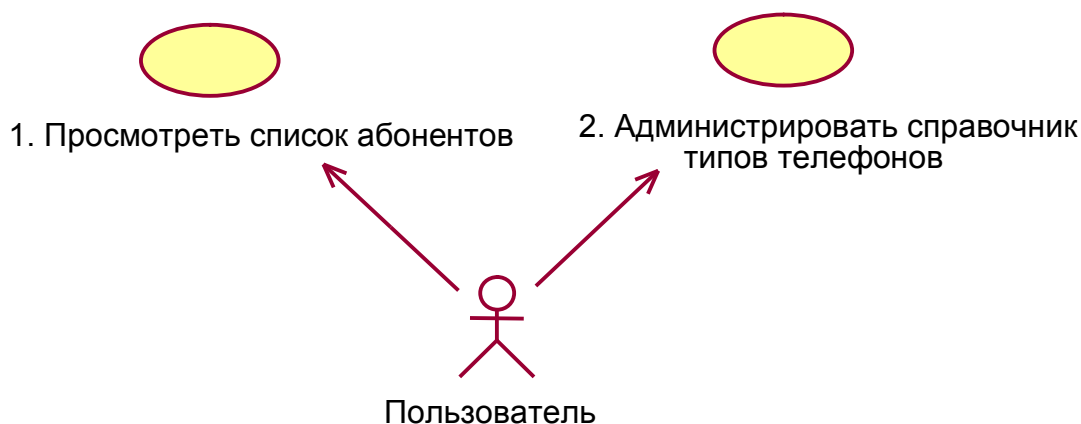 1. Просмотреть список абонентов
2. Администрировать справочник
типов телефонов
Пользователь